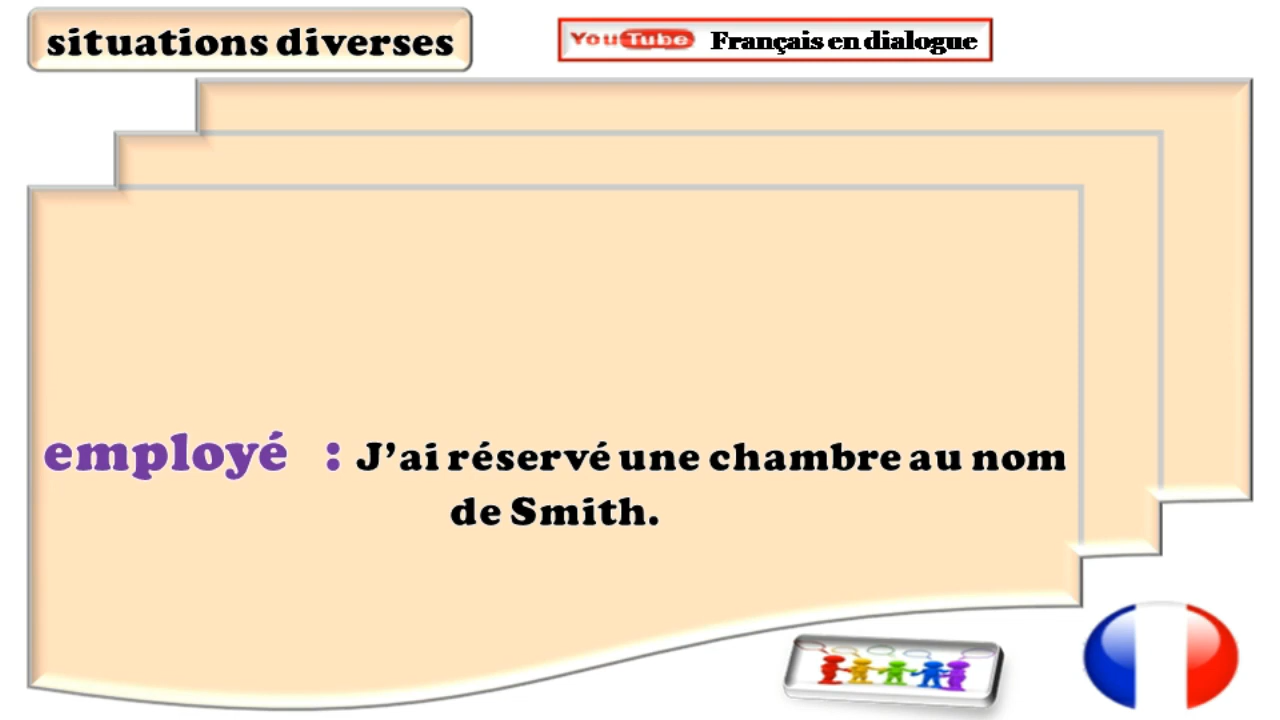 situations diverses
YouTube Français en dialogue
employé : J’ai réservé une chambre au nom
de Smith.